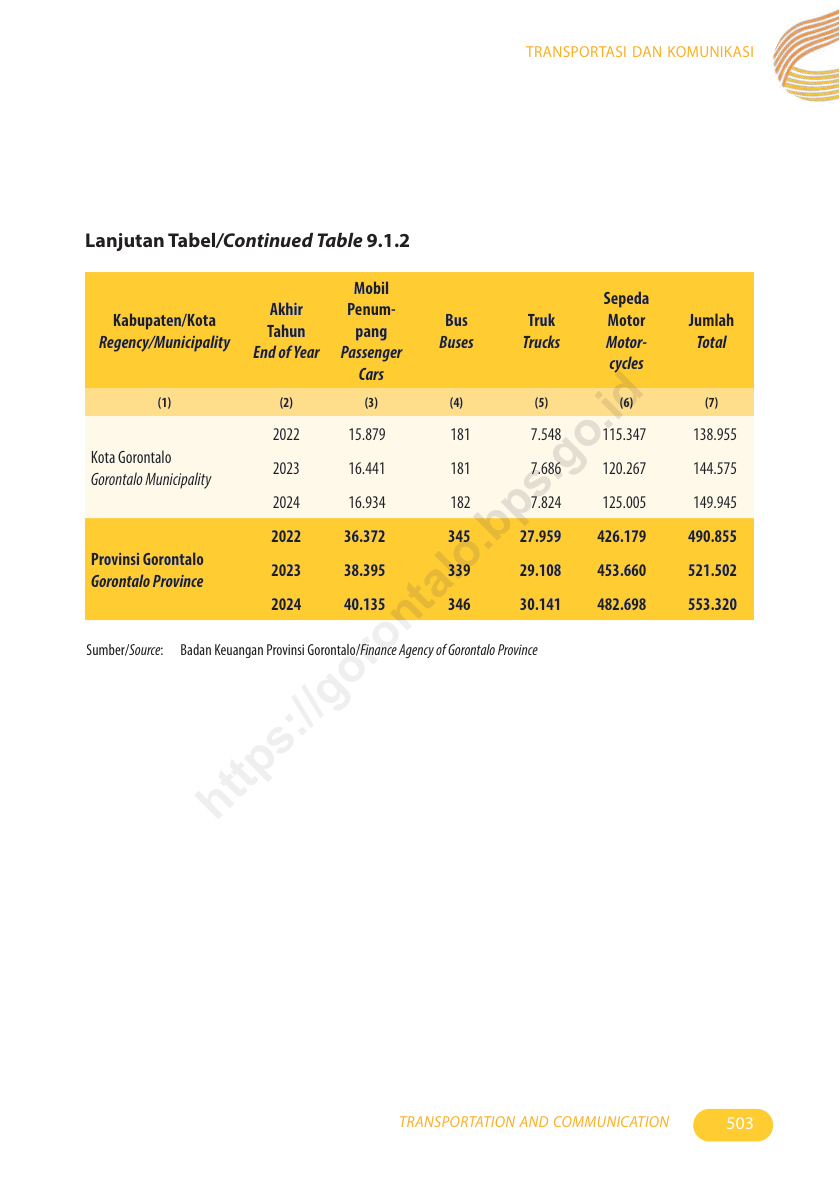 TRANSPORTASI DAN KOMUNIKASI
Lanjutan Tabel/Continued Table 9.1.2
Kabupaten/Kota
Regency/Municipality
Akhir
Tahun
End of Year
Mobil
Penum-
pang
Passenger
Cars
Bus
Buses
Truk
Trucks
Sepeda
Motor
Motor-
cycles
Jumlah
Total
(1) (2) (3) (4) (5) (6) (7)
Kota Gorontalo
Gorontalo Municipality
2022 15.879 181 7.548 115.347 138.955
2023 16.441 181 7.686 120.267 144.575
2024 16.934 182 7.824 125.005 149.945
Provinsi Gorontalo
Gorontalo Province
2022 36.372 345 27.959 426.179 490.855
2023 38.395 339 29.108 453.660 521.502
2024 40.135 346 30.141 482.698 553.320
Sumber/Source: Badan Keuangan Provinsi Gorontalo/Finance Agency of Gorontalo Province
https://gorontalo.bps.go.id
TRANSPORTATION AND COMMUNICATION 503